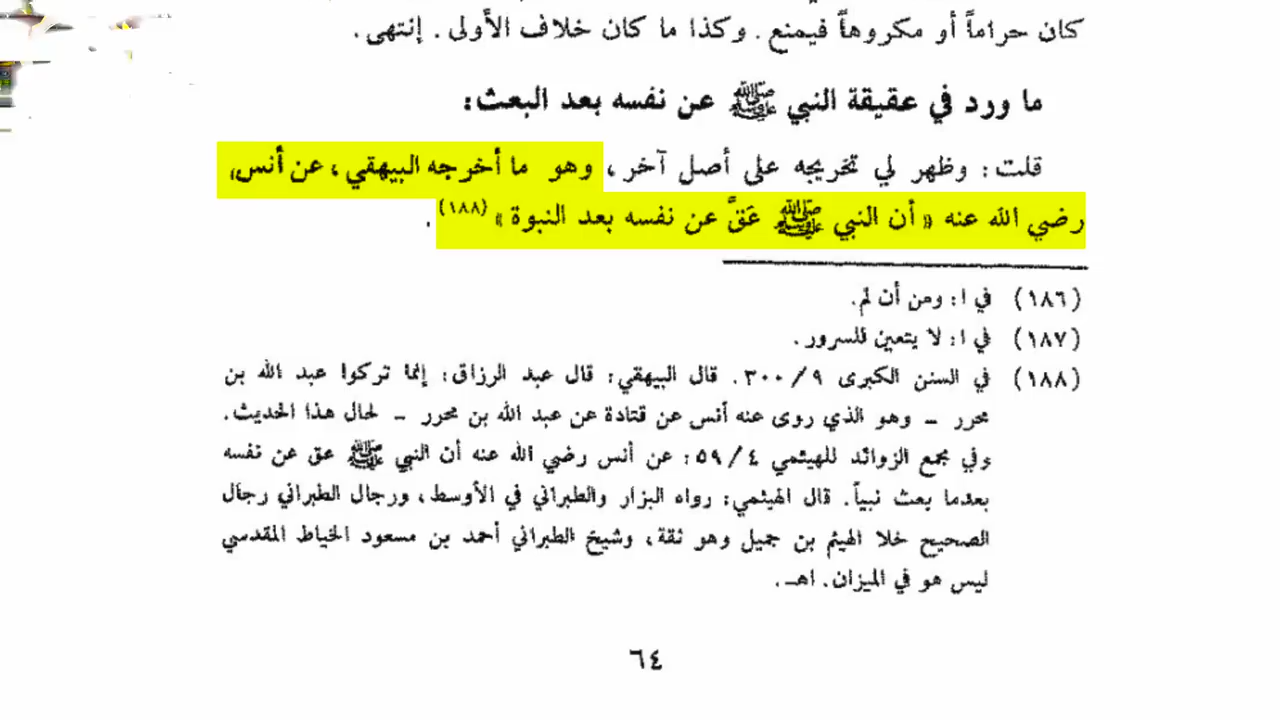 كان حراماً أو مكروهاً فيمنع. وكذا ما كان خلاف الأولى. إنتهى.
ما ورد في عقيقة النبي ﷺ عن نفسه بعد البعث:
قلت: وظهر لي تخريجه على أصل آخر، وهو ما أخرجه البيهقي، عن أنس،
رضي الله عنه «أن النبي ﷺ عَقَّ عن نفسه بعد النبوة» (١٨٨).
(١٨٦) في ا: ومن أن لم.
(١٨٧) في ا: لا يتعين للسرور.
(١٨٨) في السنن الكبرى ٩/٣٠٠. قال البيهقي: قال عبد الرزاق: إنما تركوا عبد الله بن
محرر – وهو الذي روى عنه أنس عن قتادة عن عبد الله بن محرر – لحال هذا الحديث.
وفي مجمع الزوائد للهيثمي ٤/٥٩: عن أنس رضي الله عنه أن النبي ﷺ عق عن نفسه
بعدما بعث نبياً. قال الهيثمي: رواه البزار والطبراني في الأوسط، ورجال الطبراني رجال
الصحيح خلا الهيثم بن جميل وهو ثقة، وشيخ الطبراني أحمد بن مسعود الخياط المقدسي
ليس هو في الميزان. اهـ.
٦٤